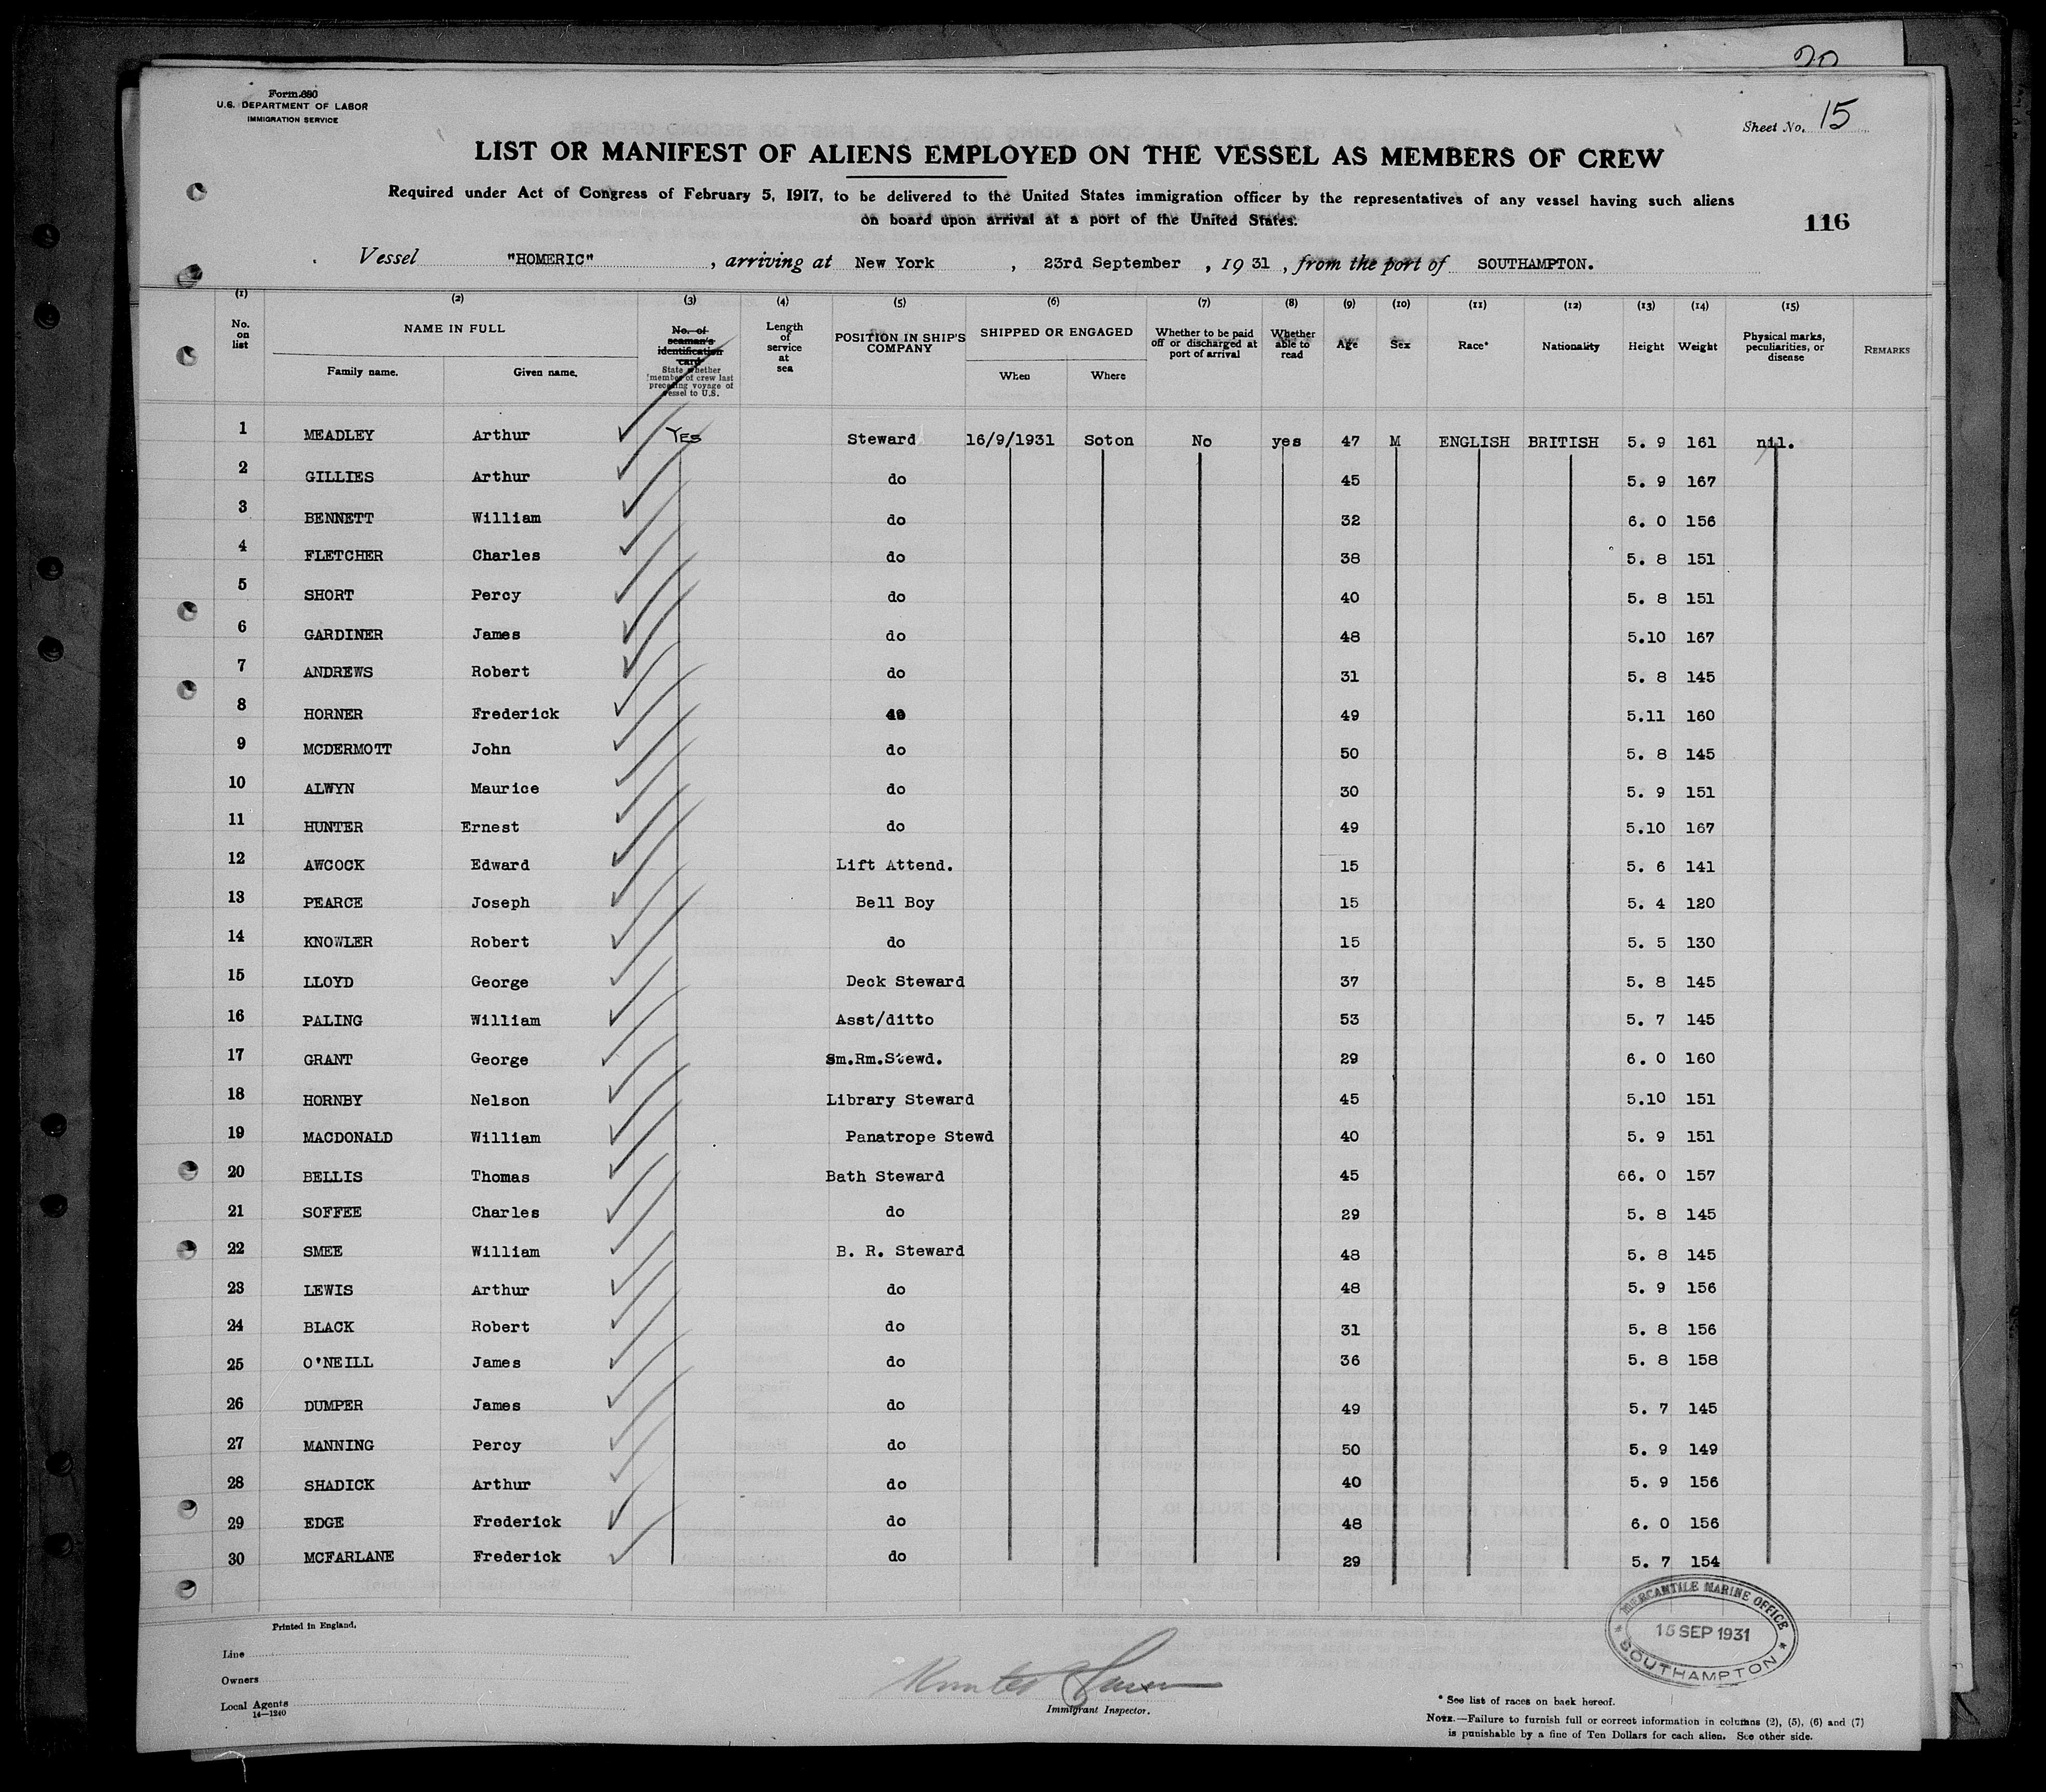 20
Form 680
U.S. DEPARTMENT OF LABOR
IMMIGRATION SERVICE
Sheet No. 15
LIST OR MANIFEST OF ALIENS EMPLOYED ON THE VESSEL AS MEMBERS OF CREW
Required under Act of Congress of February 5, 1917, to be delivered to the United States immigration officer by the representatives of any vessel having such aliens
on board upon arrival at a port of the United States.
116
Vessel "HOMERIC", arriving at New York, 23rd September, 1931, from the port of SOUTHAMPTON.
(1) (2) (3) (4) (5) (6) (7) (8) (9) (10) (11) (12) (13) (14) (15)
No. on list NAME IN FULL Family name. Given name. No. of seaman's identification card State whether member of crew last preceding voyage of vessel to U.S. Length of service at sea POSITION IN SHIP'S COMPANY SHIPPED OR ENGAGED When Where Whether to be paid off or discharged at port of arrival Whether able to read Age Sex Race* Nationality Height Weight Physical marks, peculiarities, or disease REMARKS
1 MEADLEY Arthur YES Steward 16/9/1931 Soton No yes 47 M ENGLISH BRITISH 5. 9 161 nil.
2 GILLIES Arthur do 45 5. 9 167
3 BENNETT William do 32 6. 0 156
4 FLETCHER Charles do 38 5. 8 151
5 SHORT Percy do 40 5. 8 151
6 GARDINER James do 48 5.10 167
7 ANDREWS Robert do 31 5. 8 145
8 HORNER Frederick do 49 5.11 160
9 MCDERMOTT John do 50 5. 8 145
10 ALWYN Maurice do 30 5. 9 151
11 HUNTER Ernest do 49 5.10 167
12 AWCOCK Edward Lift Attend. 15 5. 6 141
13 PEARCE Joseph Bell Boy 15 5. 4 120
14 KNOWLER Robert do 15 5. 5 130
15 LLOYD George Deck Steward 37 5. 8 145
16 PALING William Asst/ditto 53 5. 7 145
17 GRANT George Sm.Rm.Stewd. 29 6. 0 160
18 HORNBY Nelson Library Steward 45 5.10 151
19 MACDONALD William Panatrope Stewd 40 5. 9 151
20 BELLIS Thomas Bath Steward 45 66. 0 157
21 SOFFEE Charles do 29 5. 8 145
22 SMEE William B. R. Steward 48 5. 8 145
23 LEWIS Arthur do 48 5. 9 156
24 BLACK Robert do 31 5. 8 156
25 O'NEILL James do 36 5. 8 158
26 DUMPER James do 49 5. 7 145
27 MANNING Percy do 50 5. 9 149
28 SHADICK Arthur do 40 5. 9 156
29 EDGE Frederick do 48 6. 0 156
30 MCFARLANE Frederick do 29 5. 7 154
Printed in England.
Line
Owners
Local Agents
14—1240
Immigrant Inspector.
MERCANTILE MARINE OFFICE
15 SEP 1931
SOUTHAMPTON
* See list of races on back hereof.
NOTE.—Failure to furnish full or correct information in columns (2), (5), (6) and (7)
is punishable by a fine of Ten Dollars for each alien. See other side.